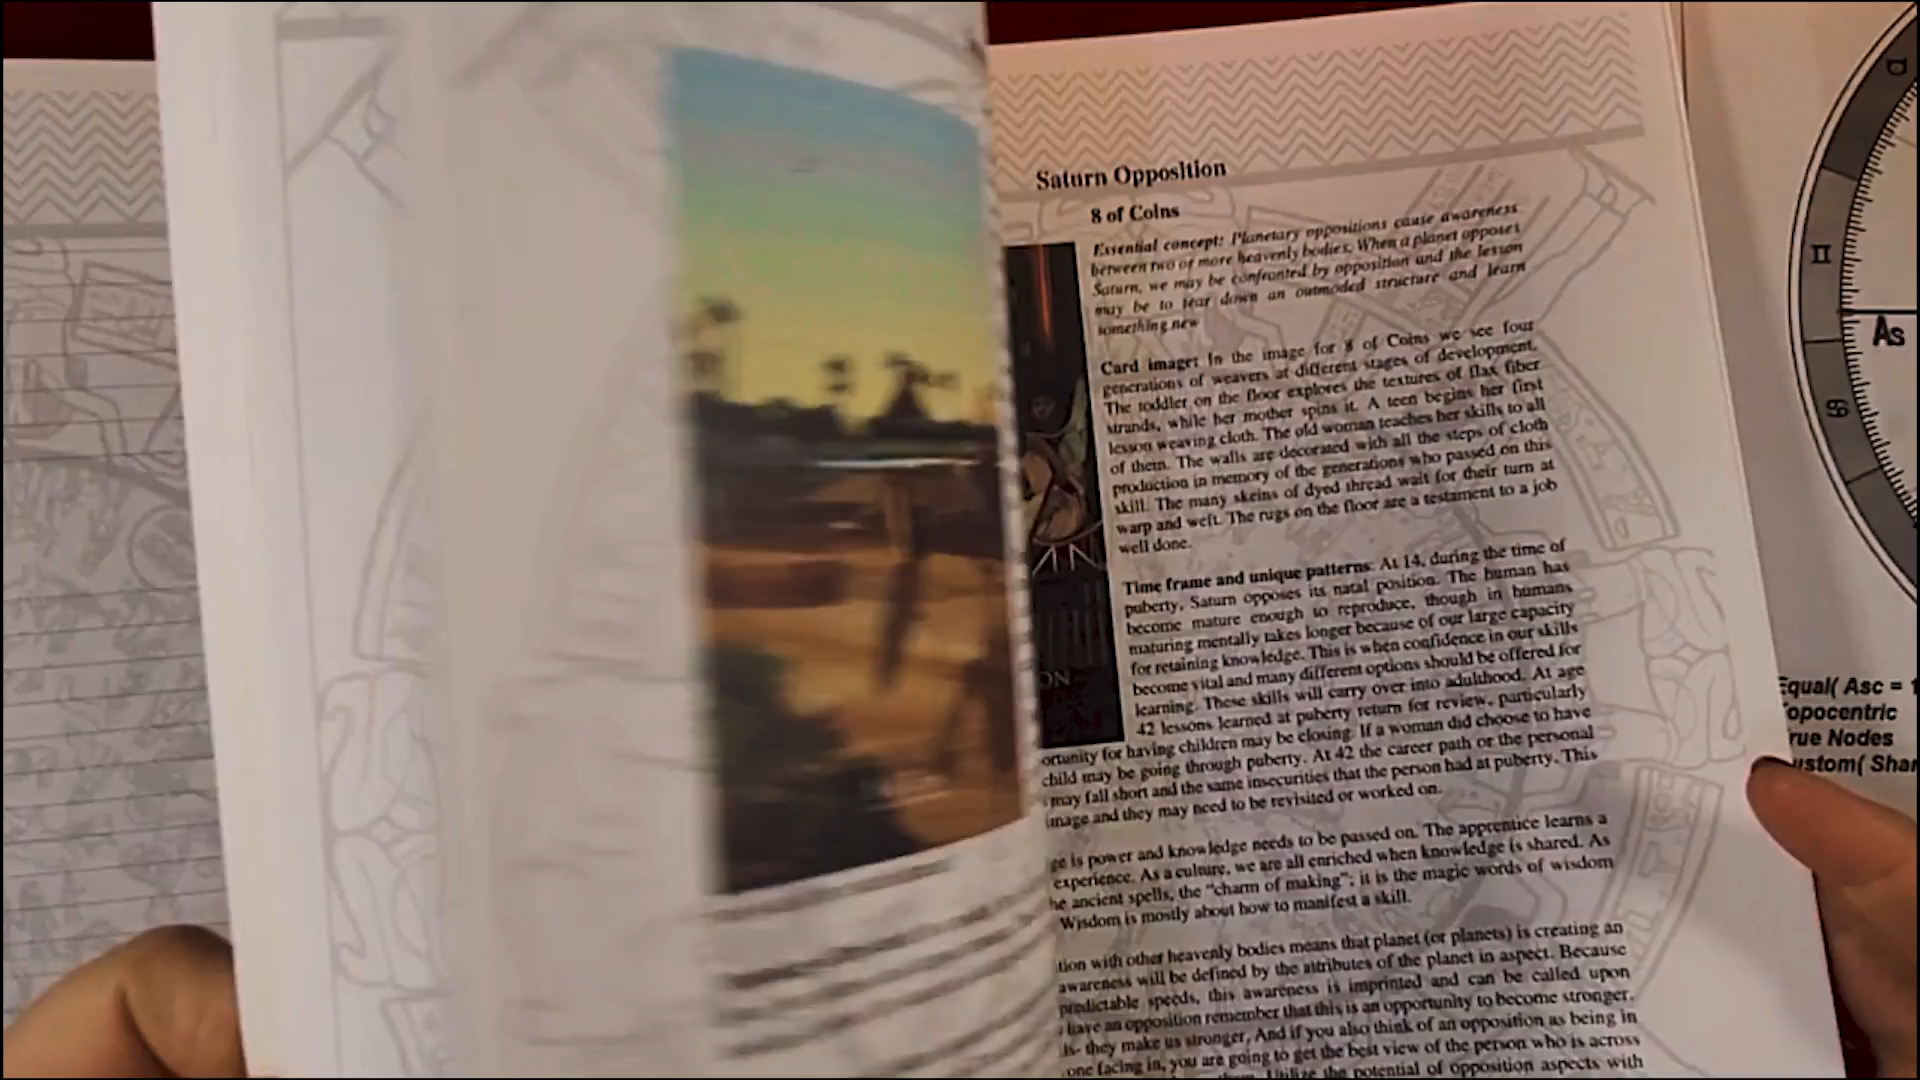 Saturn Opposition
8 of Coins
Essential concept: Planetary oppositions cause awareness
between two or more heavenly bodies. When a planet opposes
Saturn, we may be confronted by opposition and the lesson
may be to tear down an outmoded structure and learn
something new
Card image: In the image for 8 of Coins we see four
generations of weavers at different stages of development.
The toddler on the floor explores the textures of flax fiber
strands, while her mother spins it. A teen begins her first
lesson weaving cloth. The old woman teaches her skills to all
of them. The walls are decorated with all the steps of cloth
production in memory of the generations who passed on this
skill. The many skeins of dyed thread wait for their turn at
warp and weft. The rugs on the floor are a testament to a job
well done.
Time frame and unique patterns: At 14, during the time of
puberty, Saturn opposes its natal position. The human has
become mature enough to reproduce, though in humans
maturing mentally takes longer because of our large capacity
for retaining knowledge. This is when confidence in our skills
become vital and many different options should be offered for
learning. These skills will carry over into adulthood. At age
42 lessons learned at puberty return for review, particularly
ortunity for having children may be closing. If a woman did choose to have
child may be going through puberty. At 42 the career path or the personal
may fall short and the same insecurities that the person had at puberty. This
image and they may need to be revisited or worked on.
ge is power and knowledge needs to be passed on. The apprentice learns a
experience. As a culture, we are all enriched when knowledge is shared. As
he ancient spells, the “charm of making”; it is the magic words of wisdom
Wisdom is mostly about how to manifest a skill.
tion with other heavenly bodies means that planet (or planets) is creating an
awareness will be defined by the attributes of the planet in aspect. Because
predictable speeds, this awareness is imprinted and can be called upon
have an opposition remember that this is an opportunity to become stronger.
is- they make us stronger. And if you also think of an opposition as being in
one facing in, you are going to get the best view of the person who is across
Utilize the potential of opposition aspects with
ON
As
Equal( Asc = 1
opocentric
rue Nodes
ustom( Shar